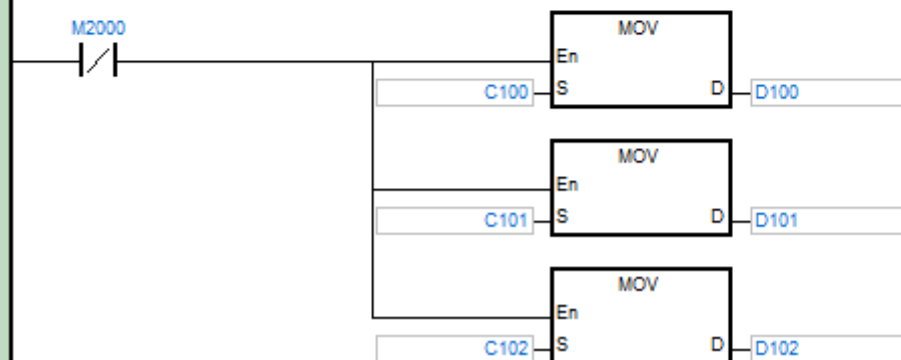 M2000
MOV
En
C100 S D D100
MOV
En
C101 S D D101
MOV
En
C102 S D D102